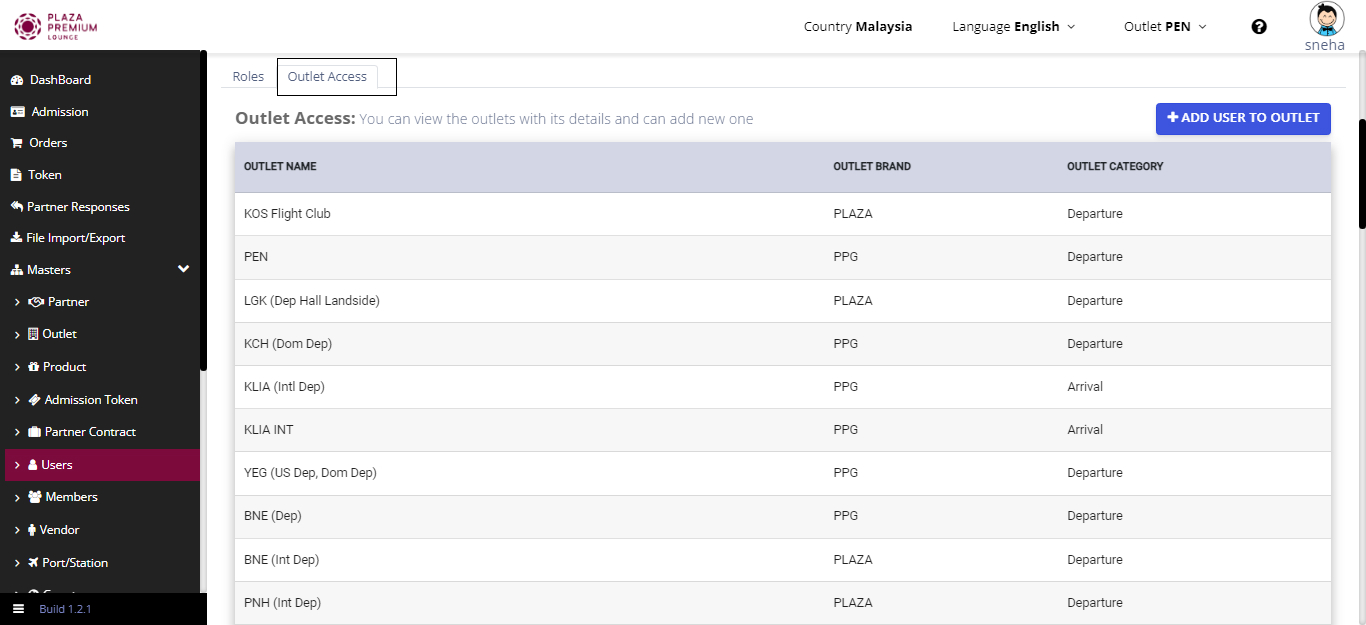 PLAZA
PREMIUM
LOUNGE
Country Malaysia
Language English
Outlet PEN
sneha
DashBoard
Admission
Orders
Token
Partner Responses
File Import/Export
Masters
Partner
Outlet
Product
Admission Token
Partner Contract
Users
Members
Vendor
Port/Station
Build 1.2.1
Roles
Outlet Access
Outlet Access: You can view the outlets with its details and can add new one
ADD USER TO OUTLET
OUTLET NAME OUTLET BRAND OUTLET CATEGORY
KOS Flight Club PLAZA Departure
PEN PPG Departure
LGK (Dep Hall Landside) PLAZA Departure
KCH (Dom Dep) PPG Departure
KLIA (Intl Dep) PPG Arrival
KLIA INT PPG Arrival
YEG (US Dep, Dom Dep) PPG Departure
BNE (Dep) PPG Departure
BNE (Int Dep) PLAZA Departure
PNH (Int Dep) PLAZA Departure